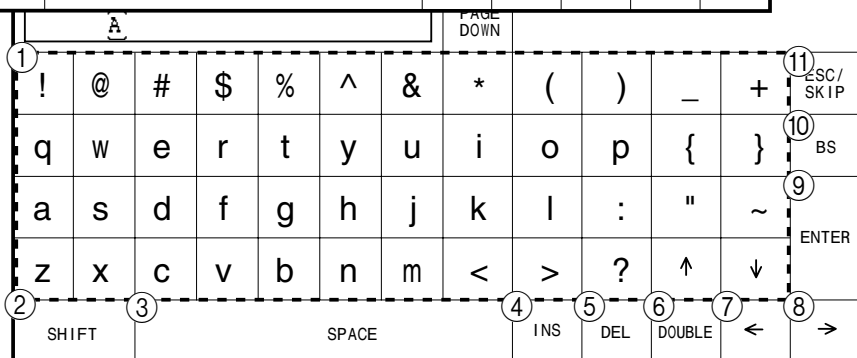 A PAGE DOWN
① ! @ # $ % ^ & * ( ) _ + ⑪ ESC/SKIP
q w e r t y u i o p { } ⑩ BS
a s d f g h j k l : " ~ ⑨ ENTER
z x c v b n m < > ? ↑ ↓
② SHIFT ③ SPACE ④ INS ⑤ DEL ⑥ DOUBLE ⑦ ← ⑧ →